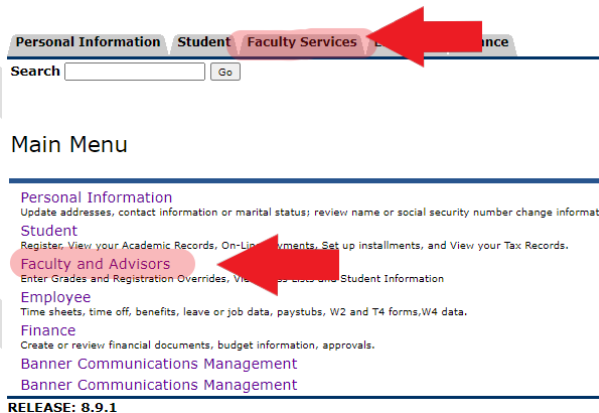 Personal Information Student Faculty Services nce
Search Go
Main Menu
Personal Information
Update addresses, contact information or marital status; review name or social security number change informat
Student
Register, View your Academic Records, Set up installments, and View your Tax Records.
Faculty and Advisors
Enter Grades and Registration Overrides, Student Information
Employee
Time sheets, time off, benefits, leave or job data, paystubs, W2 and T4 forms,W4 data.
Finance
Create or review financial documents, budget information, approvals.
Banner Communications Management
Banner Communications Management
RELEASE: 8.9.1